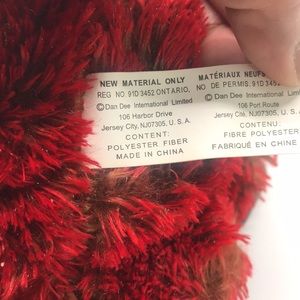 NEW MATERIAL ONLY
REG NO. 91D 3452 ONTARIO,
© Dan Dee International Limited
106 Harbor Drive
Jersey City, NJ07305, U. S. A.
CONTENT:
POLYESTER FIBER
MADE IN CHINA
MATÉRIAUX NEUFS
NO DE PERMIS. 91D 3452
© Dan Dee International Limited
106 Port Route
Jersey Cité, NJ07305, U. S. A.
CONTENU:
FIBRE POLYESTER
FABRIQUÉ EN CHINE